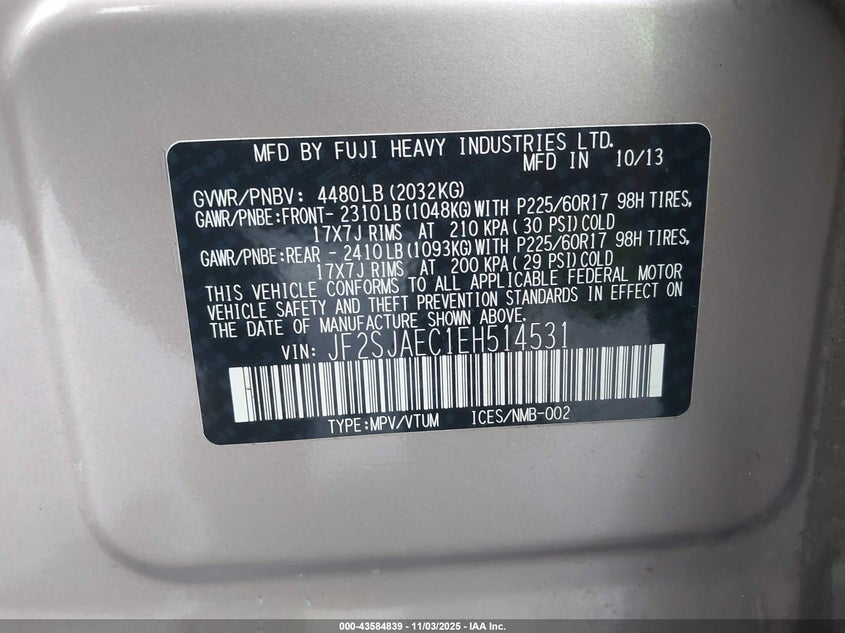 MFD BY FUJI HEAVY INDUSTRIES LTD.
MFD IN 10/13
GVWR/PNBV: 4480LB (2032KG)
GAWR/PNBE:FRONT- 2310LB (1048KG) WITH P225/60R17 98H TIRES,
17X7J RIMS AT 210 KPA( 30 PSI) COLD
GAWR/PNBE:REAR - 2410LB (1093KG) WITH P225/60R17 98H TIRES,
17X7J RIMS AT 200 KPA( 29 PSI) COLD
THIS VEHICLE CONFORMS TO ALL APPLICABLE FEDERAL MOTOR
VEHICLE SAFETY AND THEFT PREVENTION STANDARDS IN EFFECT ON
THE DATE OF MANUFACTURE SHOWN ABOVE.
VIN: JF2SJAEC1EH514531
TYPE:MPV/VTUM ICES/NMB-002
000-43584839 - 11/03/2025 - IAA Inc.